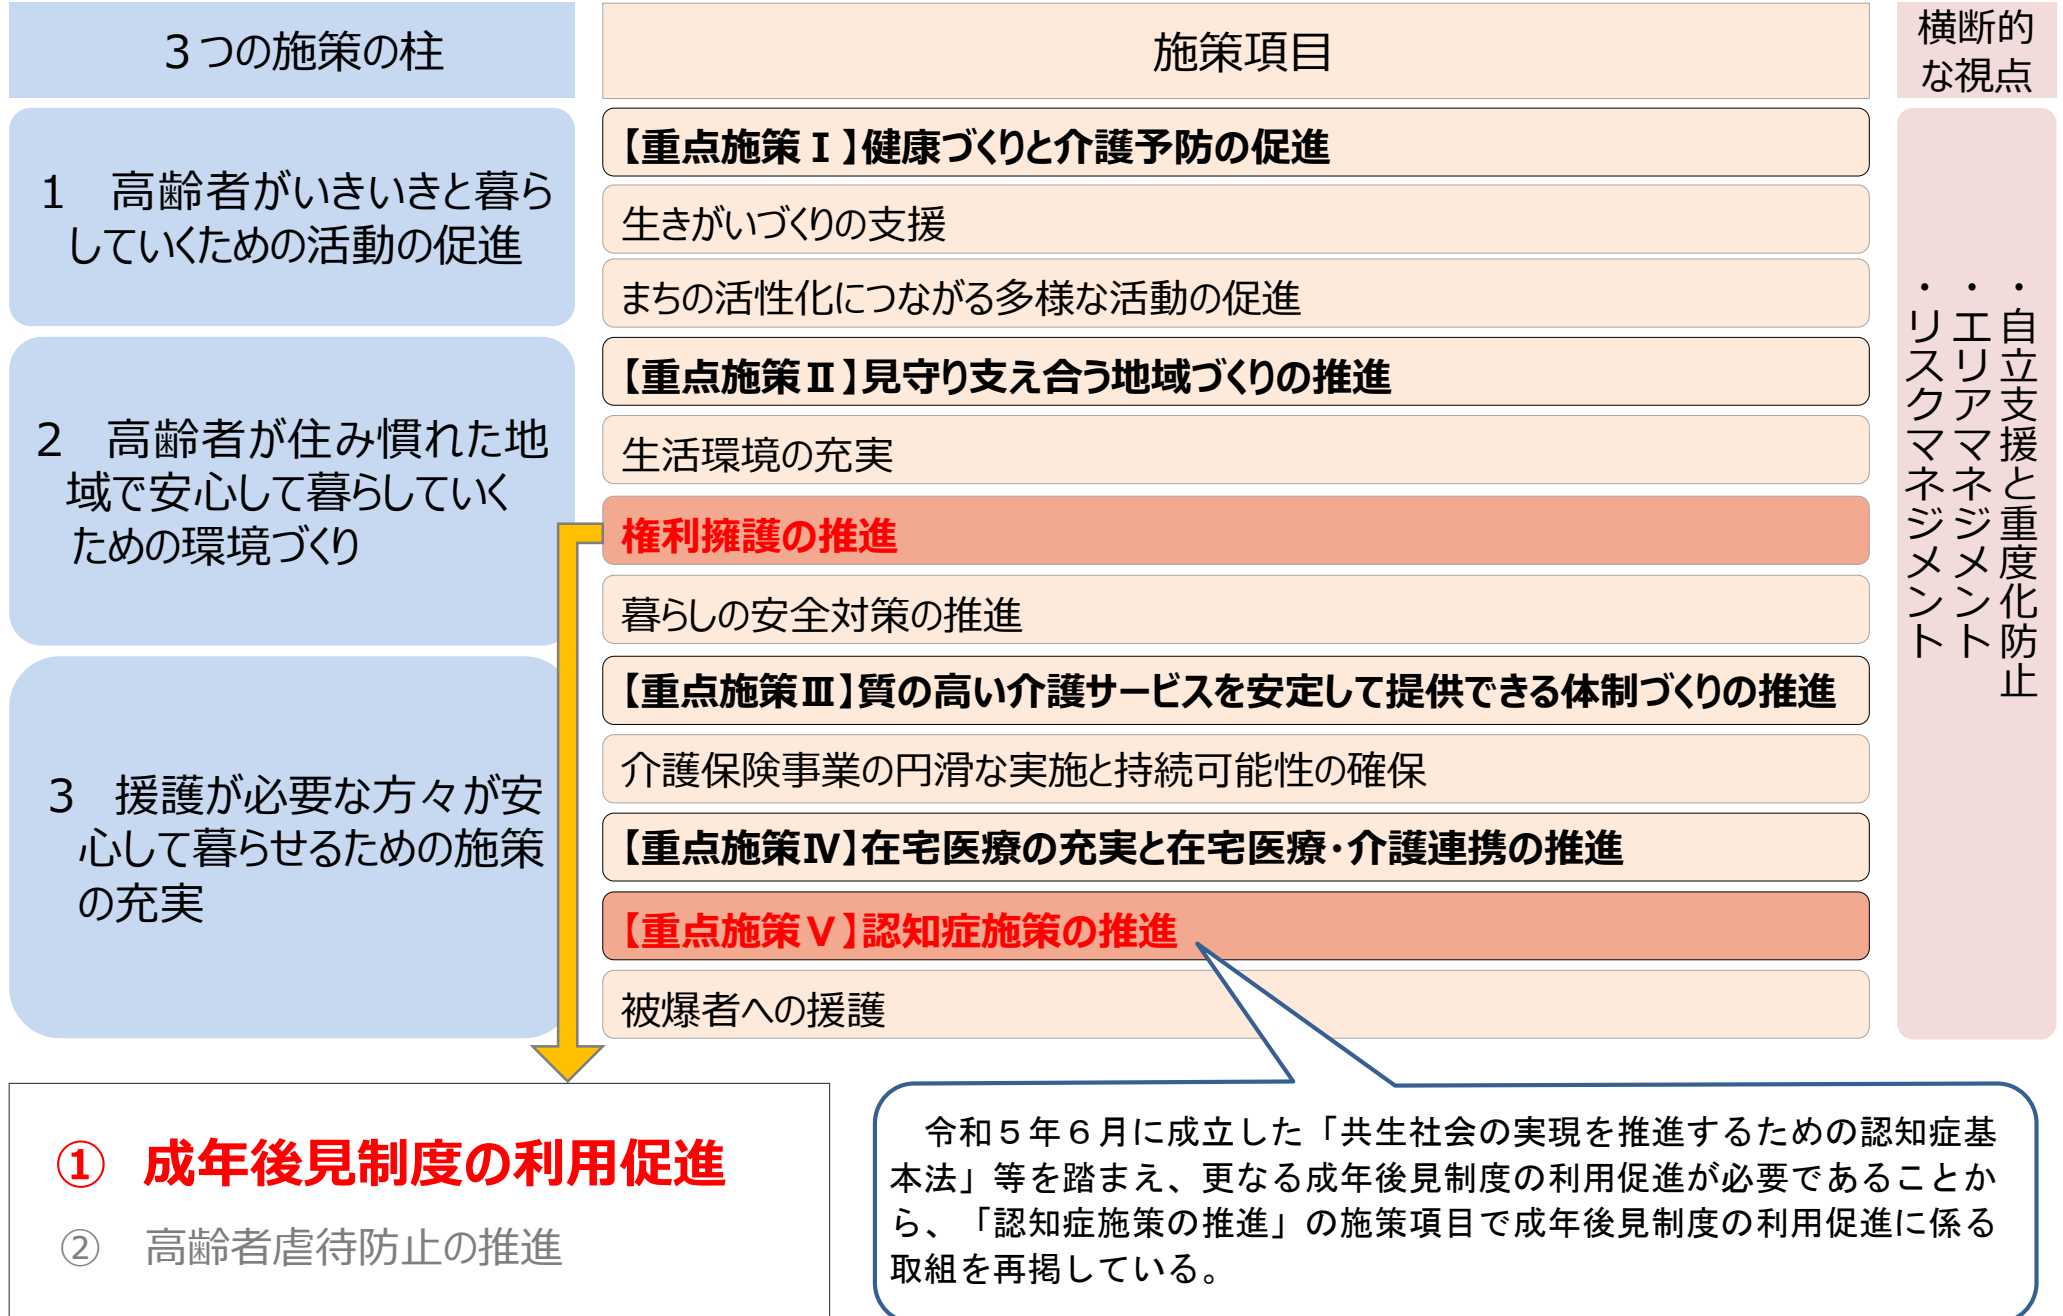 3つの施策の柱
施策項目
横断的
な視点
1 高齢者がいきいきと暮ら
していくための活動の促進
【重点施策Ⅰ】健康づくりと介護予防の促進
生きがいづくりの支援
まちの活性化につながる多様な活動の促進
2 高齢者が住み慣れた地
域で安心して暮らしていく
ための環境づくり
【重点施策Ⅱ】見守り支え合う地域づくりの推進
生活環境の充実
権利擁護の推進
暮らしの安全対策の推進
3 援護が必要な方々が安
心して暮らせるための施策
の充実
【重点施策Ⅲ】質の高い介護サービスを安定して提供できる体制づくりの推進
介護保険事業の円滑な実施と持続可能性の確保
【重点施策Ⅳ】在宅医療の充実と在宅医療・介護連携の推進
【重点施策Ⅴ】認知症施策の推進
被爆者への援護
・自立支援と重度化防止
・エリアマネジメント
・リスクマネジメント
① 成年後見制度の利用促進
② 高齢者虐待防止の推進
令和5年6月に成立した「共生社会の実現を推進するための認知症基
本法」等を踏まえ、更なる成年後見制度の利用促進が必要であることか
ら、「認知症施策の推進」の施策項目で成年後見制度の利用促進に係る
取組を再掲している。